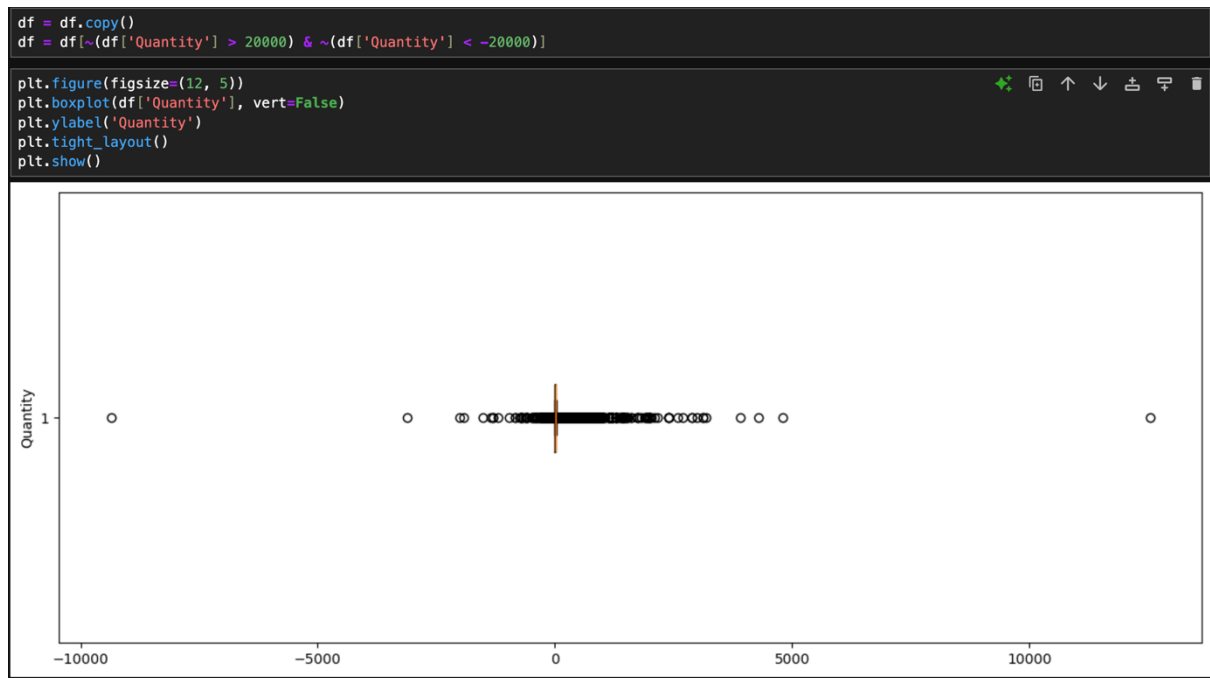 df = df.copy()
df = df[~(df['Quantity'] > 20000) & ~(df['Quantity'] < -20000)]
plt.figure(figsize=(12, 5))
plt.boxplot(df['Quantity'], vert=False)
plt.ylabel('Quantity')
plt.tight_layout()
plt.show()
Quantity
1
−10000
−5000
0
5000
10000